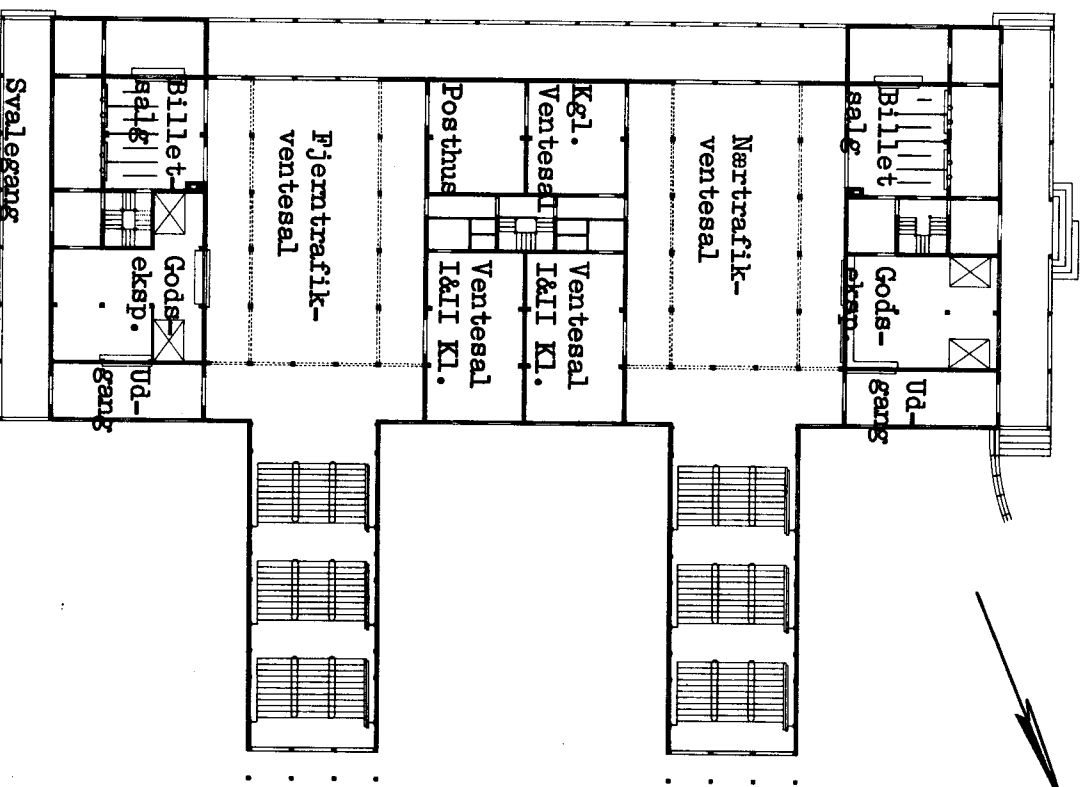 Svalegang
Billet-
salg
Gods-
eksp.
Ud-
gang
Fjerntrafik-
ventesal
Posthus
Kgl.
Ventesal
Ventesal
I&II Kl.
Ventesal
I&II Kl.
Nærtrafik-
ventesal
Billet
salg
Gods-
eksp.
Ud-
gang